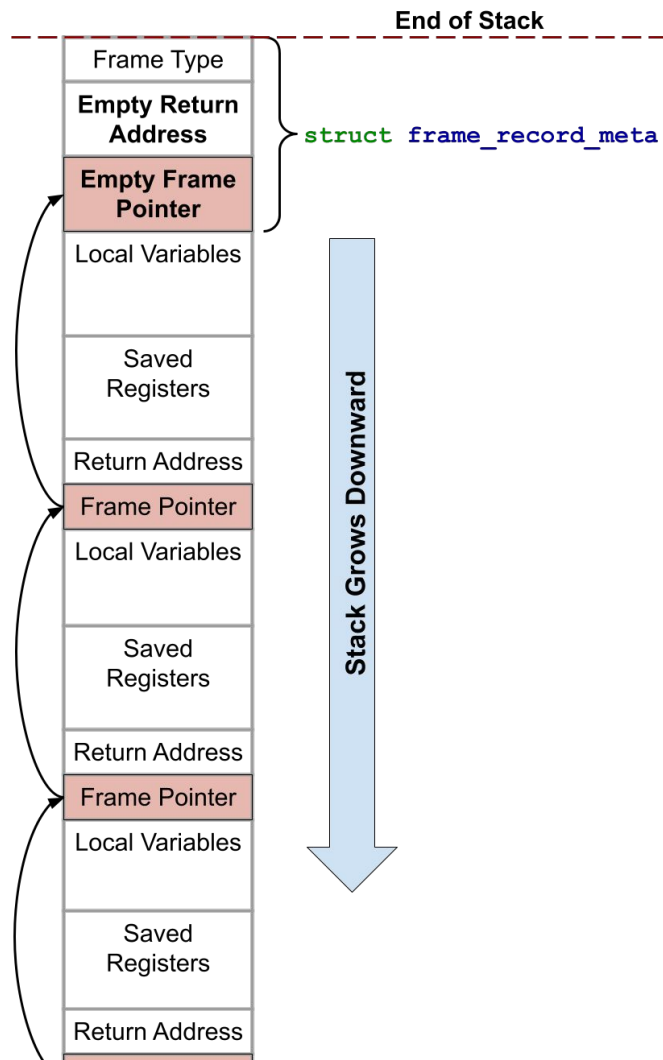 End of Stack
Frame Type
Empty Return
Address
struct frame_record_meta
Empty Frame
Pointer
Local Variables
Saved
Registers
Return Address
Frame Pointer
Local Variables
Saved
Registers
Return Address
Frame Pointer
Local Variables
Saved
Registers
Return Address
Stack Grows Downward